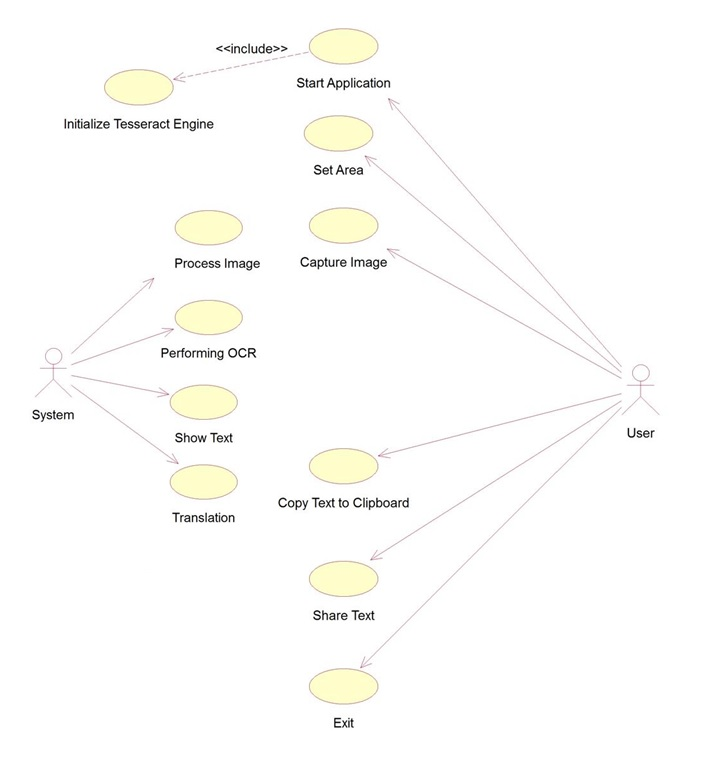 <<include>>
Start Application
Initialize Tesseract Engine
Set Area
Process Image
Capture Image
Performing OCR
System
User
Show Text
Copy Text to Clipboard
Translation
Share Text
Exit